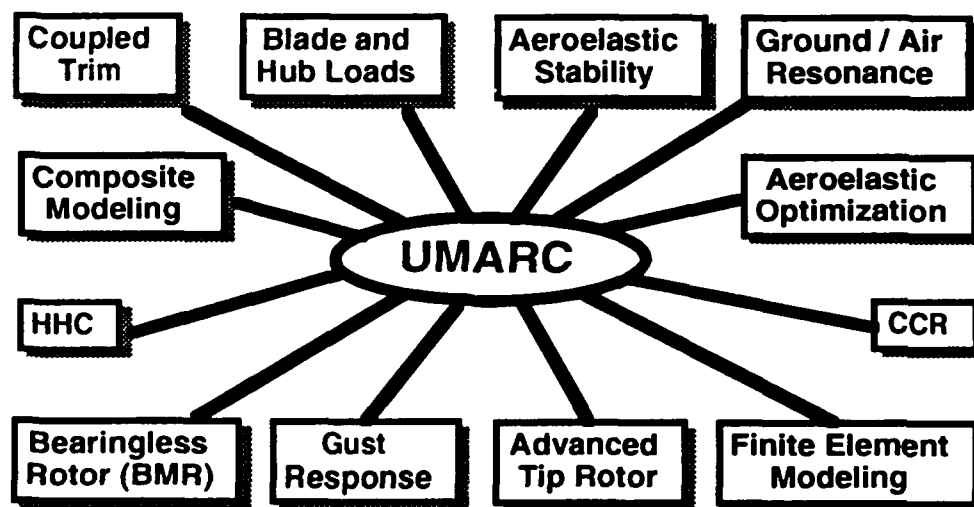 Coupled
Trim
Blade and
Hub Loads
Aeroelastic
Stability
Ground / Air
Resonance
Composite
Modeling
Aeroelastic
Optimization
UMARC
HHC
CCR
Bearingless
Rotor (BMR)
Gust
Response
Advanced
Tip Rotor
Finite Element
Modeling